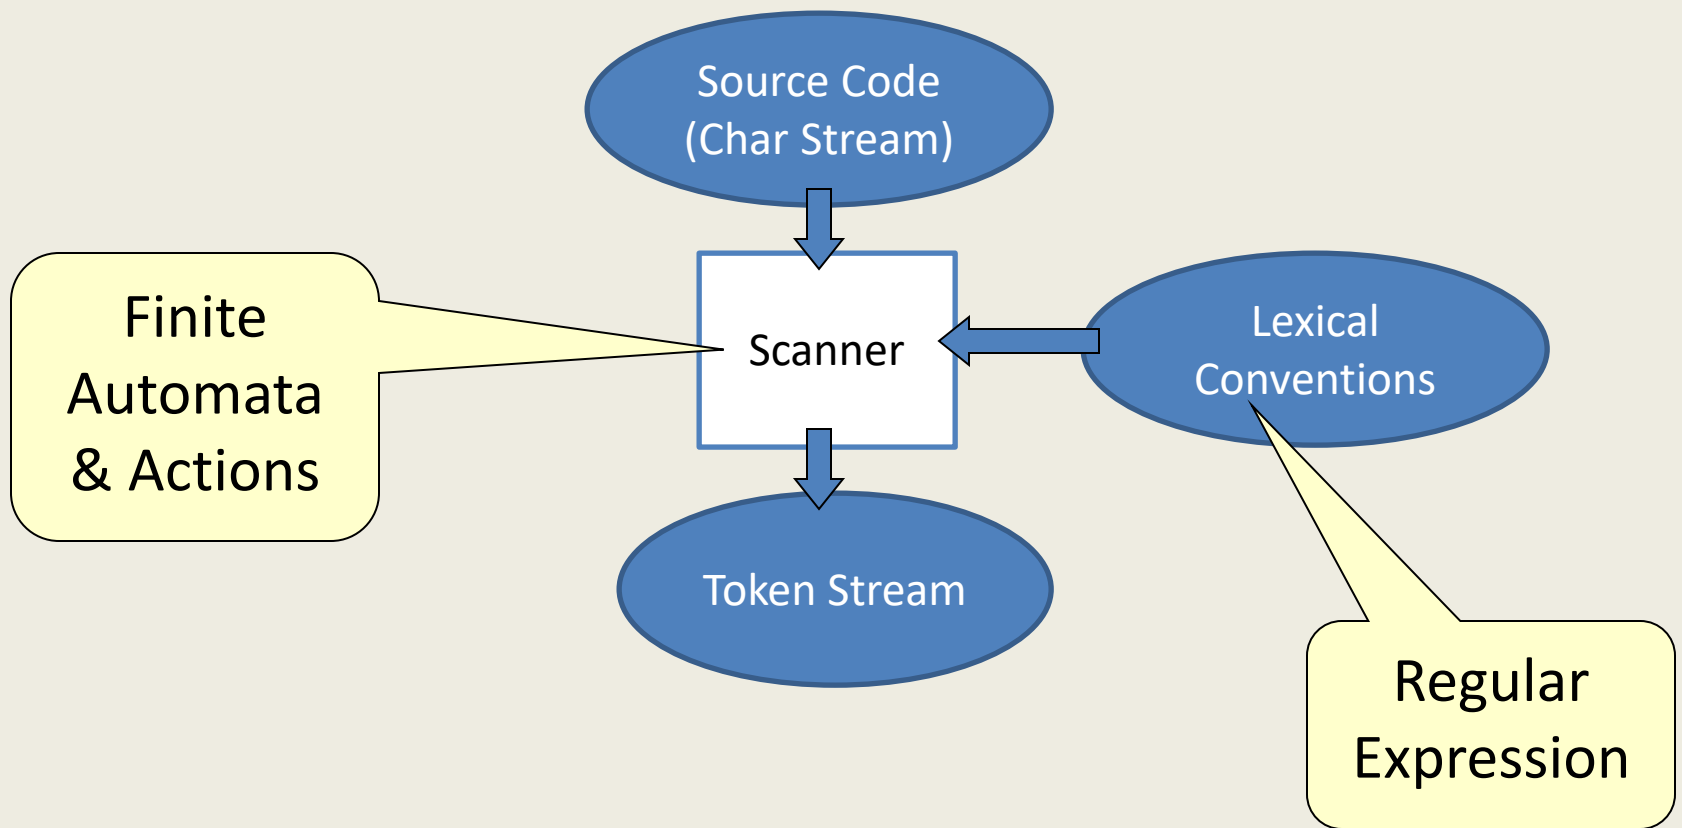 Source Code
(Char Stream)
Finite
Automata
& Actions
Scanner
Lexical
Conventions
Token Stream
Regular
Expression